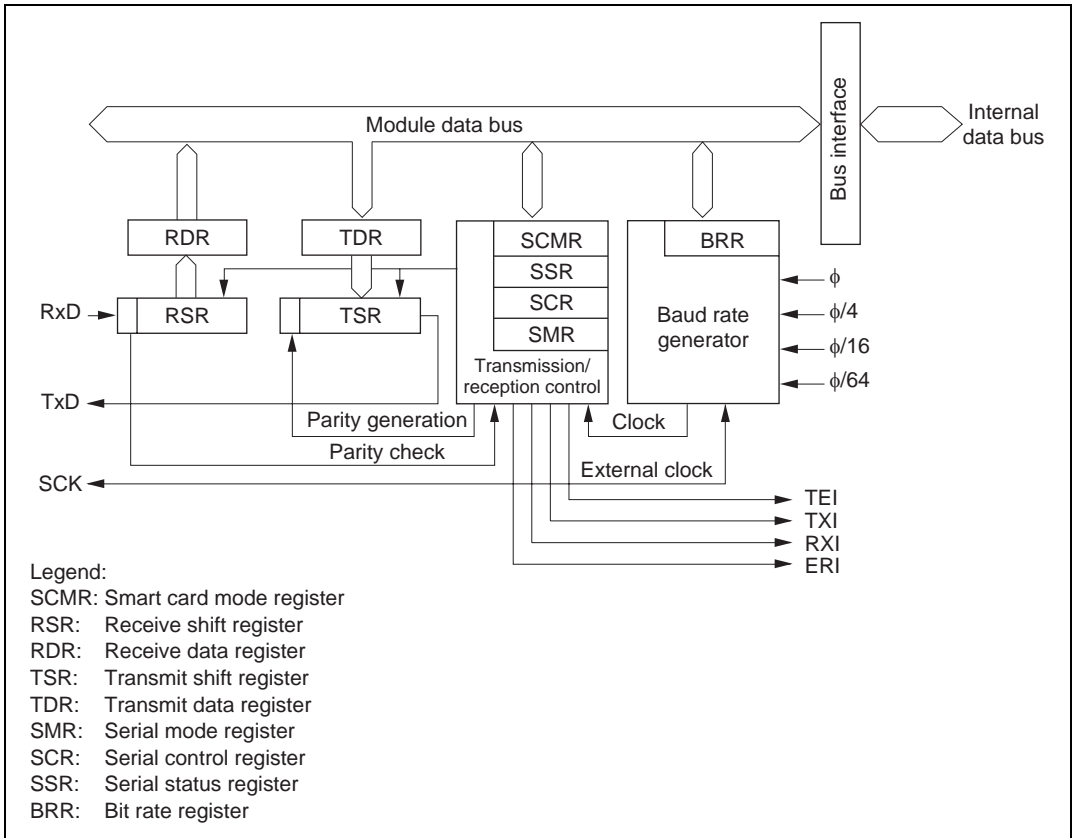 Module data bus
Bus interface
Internal
data bus
RDR
TDR
SCMR
BRR
SSR
φ
RxD
RSR
TSR
SCR
Baud rate
generator
φ/4
SMR
φ/16
Transmission/
reception control
φ/64
TxD
Parity generation
Clock
Parity check
SCK
External clock
TEI
TXI
RXI
ERI
Legend:
SCMR: Smart card mode register
RSR: Receive shift register
RDR: Receive data register
TSR: Transmit shift register
TDR: Transmit data register
SMR: Serial mode register
SCR: Serial control register
SSR: Serial status register
BRR: Bit rate register